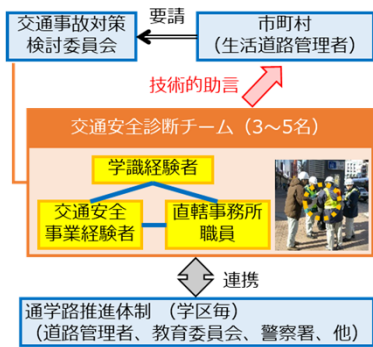 交通事故対策
検討委員会
要請
市町村
（生活道路管理者）
技術的助言
交通安全診断チーム（3～5名）
学識経験者
交通安全
事業経験者
直轄事務所
職員
連携
通学路推進体制　（学区毎）
（道路管理者、教育委員会、警察署、他）